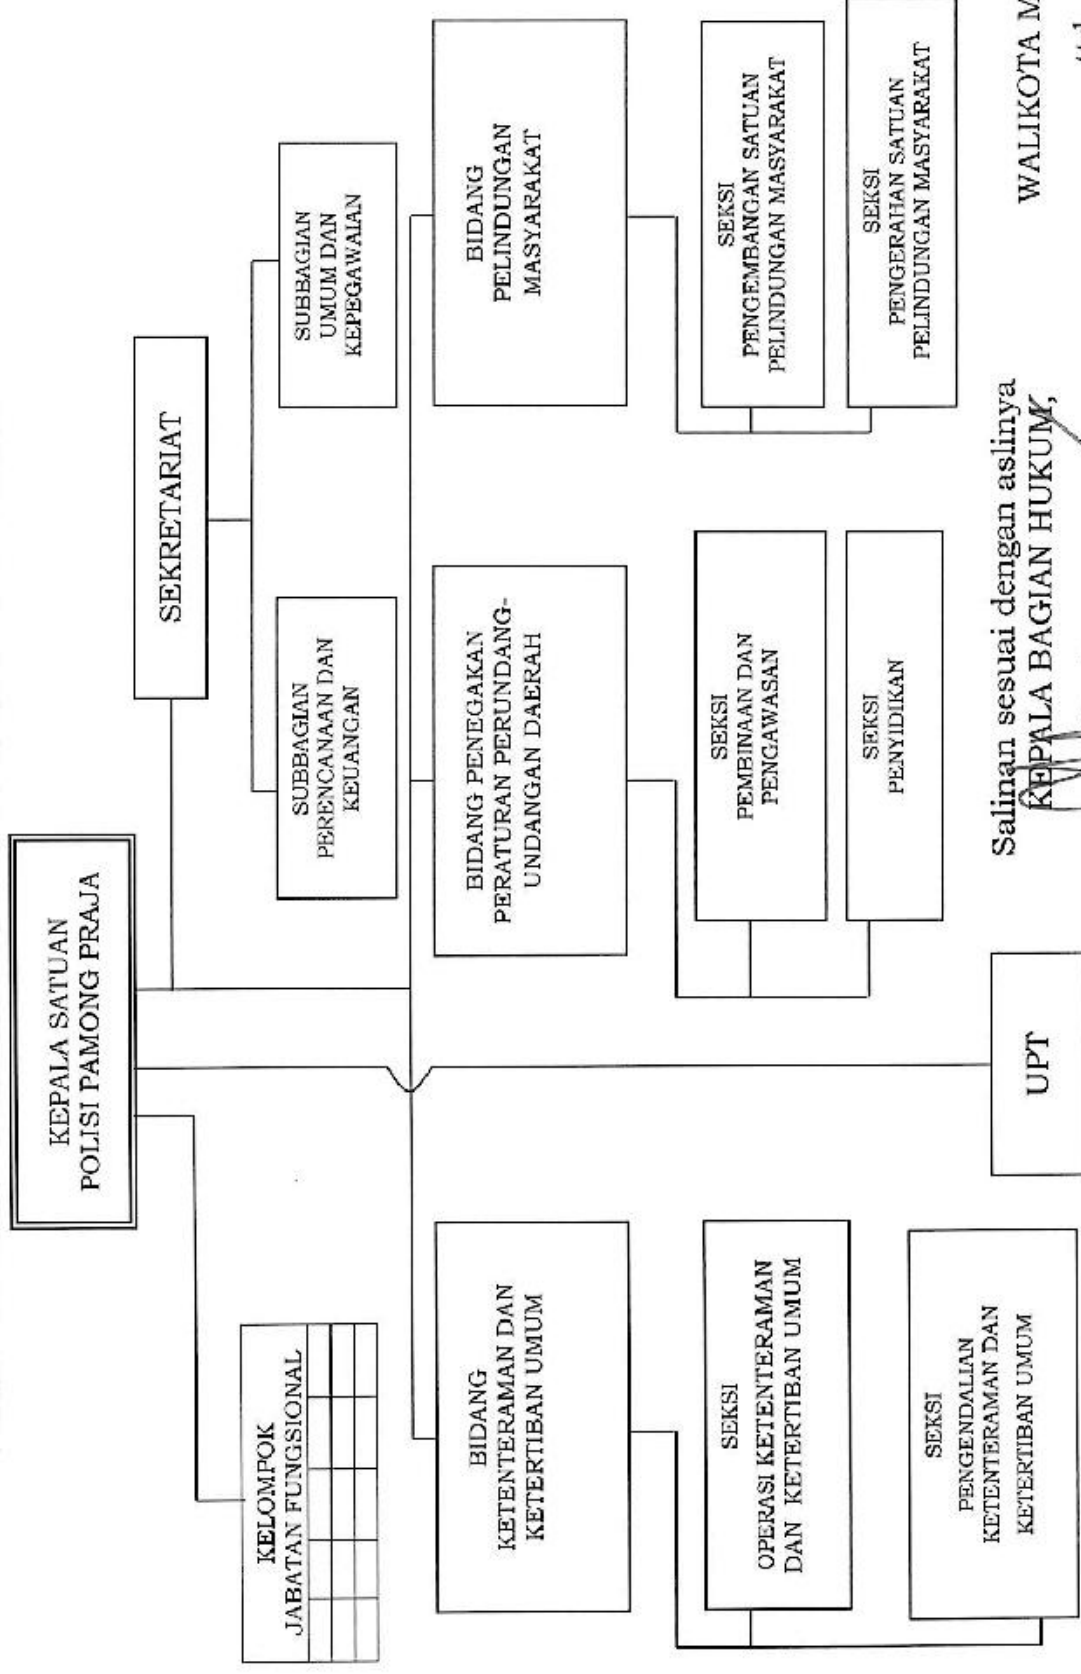 KEPALA SATUAN
POLISI PAMONG PRAJA
SEKRETARIAT
KELOMPOK
JABATAN FUNGSIONAL
SUBBAGIAN
PERENCANAAN DAN
KEUANGAN
SUBBAGIAN
UMUM DAN
KEPEGAWAIAN
BIDANG
KETENTERAMAN DAN
KETERTIBAN UMUM
BIDANG PENEGAKAN
PERATURAN PERUNDANG-
UNDANGAN DAERAH
BIDANG
PELINDUNGAN
MASYARAKAT
SEKSI
OPERASI KETENTERAMAN
DAN KETERTIBAN UMUM
SEKSI
PEMBINAAN DAN
PENGAWASAN
SEKSI
PENGEMBANGAN SATUAN
PELINDUNGAN MASYARAKAT
SEKSI
PENGENDALIAN
KETENTERAMAN DAN
KETERTIBAN UMUM
SEKSI
PENYIDIKAN
SEKSI
PENGERAHAN SATUAN
PELINDUNGAN MASYARAKAT
UPT
Salinan sesuai dengan aslinya
KEPALA BAGIAN HUKUM,
WALIKOTA M